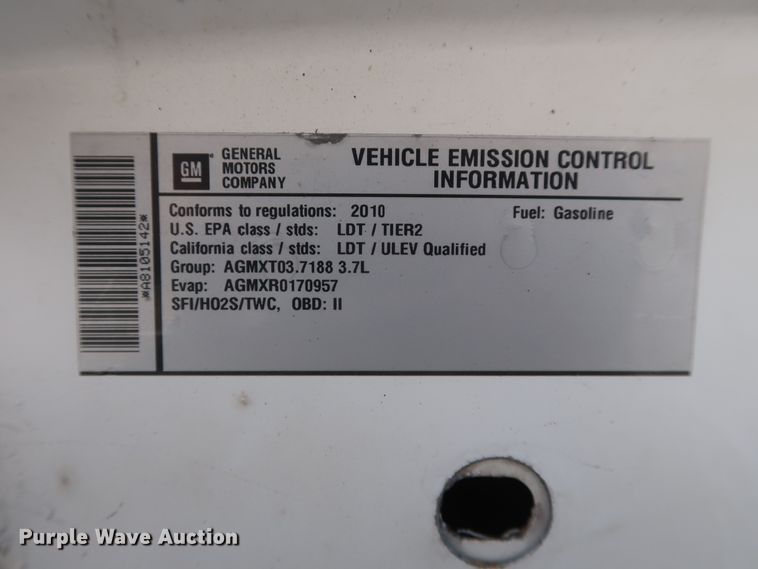 *A8105142*
GM
GENERAL
MOTORS
COMPANY
VEHICLE EMISSION CONTROL
INFORMATION
Conforms to regulations: 2010
Fuel: Gasoline
U.S. EPA class / stds: LDT / TIER2
California class / stds: LDT / ULEV Qualified
Group: AGMXT03.7188 3.7L
Evap: AGMXR0170957
SFI/HO2S/TWC, OBD: II
Purple Wave Auction